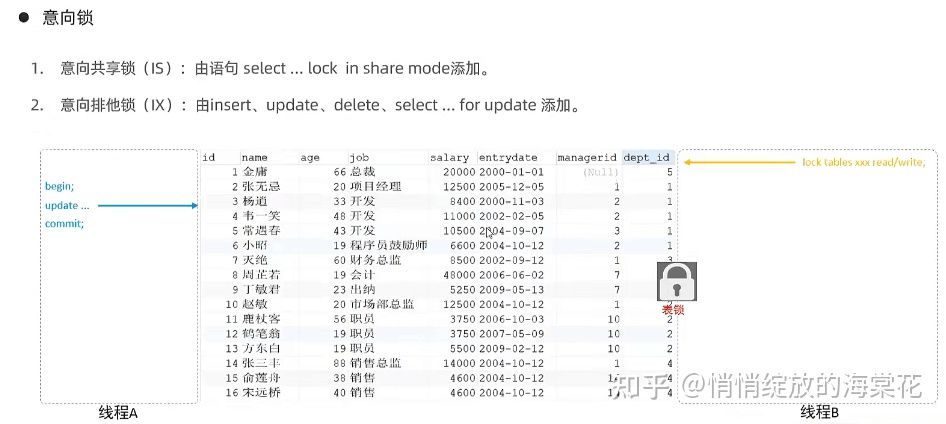 ● 意向锁
1. 意向共享锁（IS）：由语句 select ... lock in share mode添加。
2. 意向排他锁（IX）：由insert、update、delete、select ... for update 添加。
id name age job salary entrydate managerid dept_id
lock tables xxx read/write;
1 金庸 66 总裁 20000 2000-01-01 (Null) 5
begin;
2 张无忌 20 项目经理 12500 2005-12-05 1 1
update ...
3 杨逍 33 开发 8400 2000-11-03 2 1
4 韦一笑 48 开发 11000 2002-02-05 2 1
commit;
5 常遇春 43 开发 10500 2004-09-07 3 1
6 小昭 19 程序员鼓励师 6600 2004-10-12 2 1
7 灭绝 60 财务总监 8500 2002-09-12 1 3
8 周芷若 19 会计 48000 2006-06-02 7
9 丁敏君 23 出纳 5250 2009-05-13 7
10 赵敏 20 市场部总监 12500 2004-10-12 1
表锁
11 鹿杖客 56 职员 3750 2006-10-03 10 2
12 鹤笔翁 19 职员 3750 2007-05-09 10 2
13 方东白 19 职员 5500 2009-02-12 10 2
14 张三丰 88 销售总监 14000 2004-10-12 1 4
15 俞莲舟 38 销售 4600 2004-10-12 14 4
16 宋远桥 40 销售 4600 2004-10-12 4
知乎 @悄悄绽放的海棠花
线程A
线程B